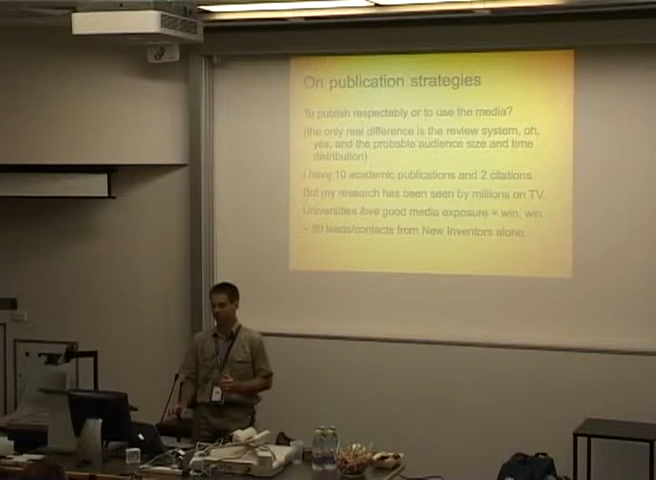 On publication strategies
To publish respectably or to use the media?
(the only real difference is the review system, oh,
yes, and the probable audience size and time
distribution)
I have 10 academic publications and 2 citations.
But my research has been seen by millions on TV.
Universities love good media exposure = win, win.
~ 50 leads/contacts from New Inventors alone.